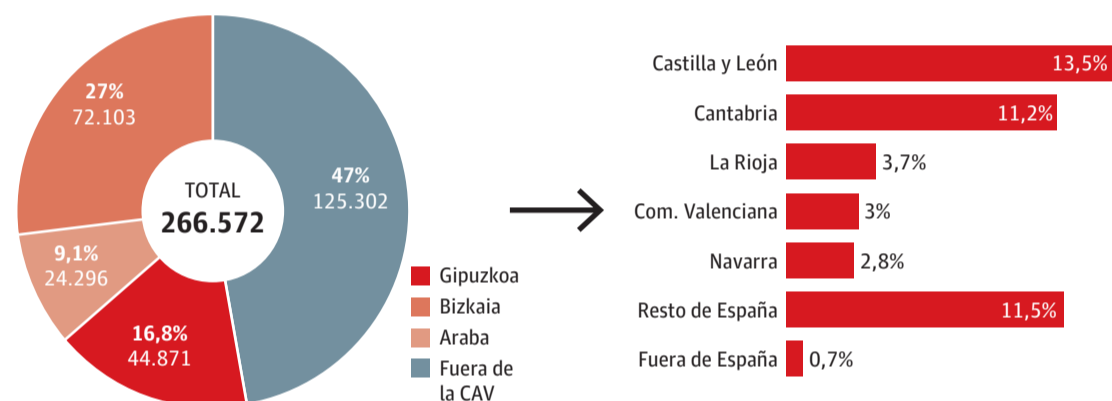 27%
72.103
47%
125.302
TOTAL
266.572
9,1%
24.296
16,8%
44.871
Gipuzkoa
Bizkaia
Araba
Fuera de
la CAV
Castilla y León 13,5%
Cantabria 11,2%
La Rioja 3,7%
Com. Valenciana 3%
Navarra 2,8%
Resto de España 11,5%
Fuera de España 0,7%